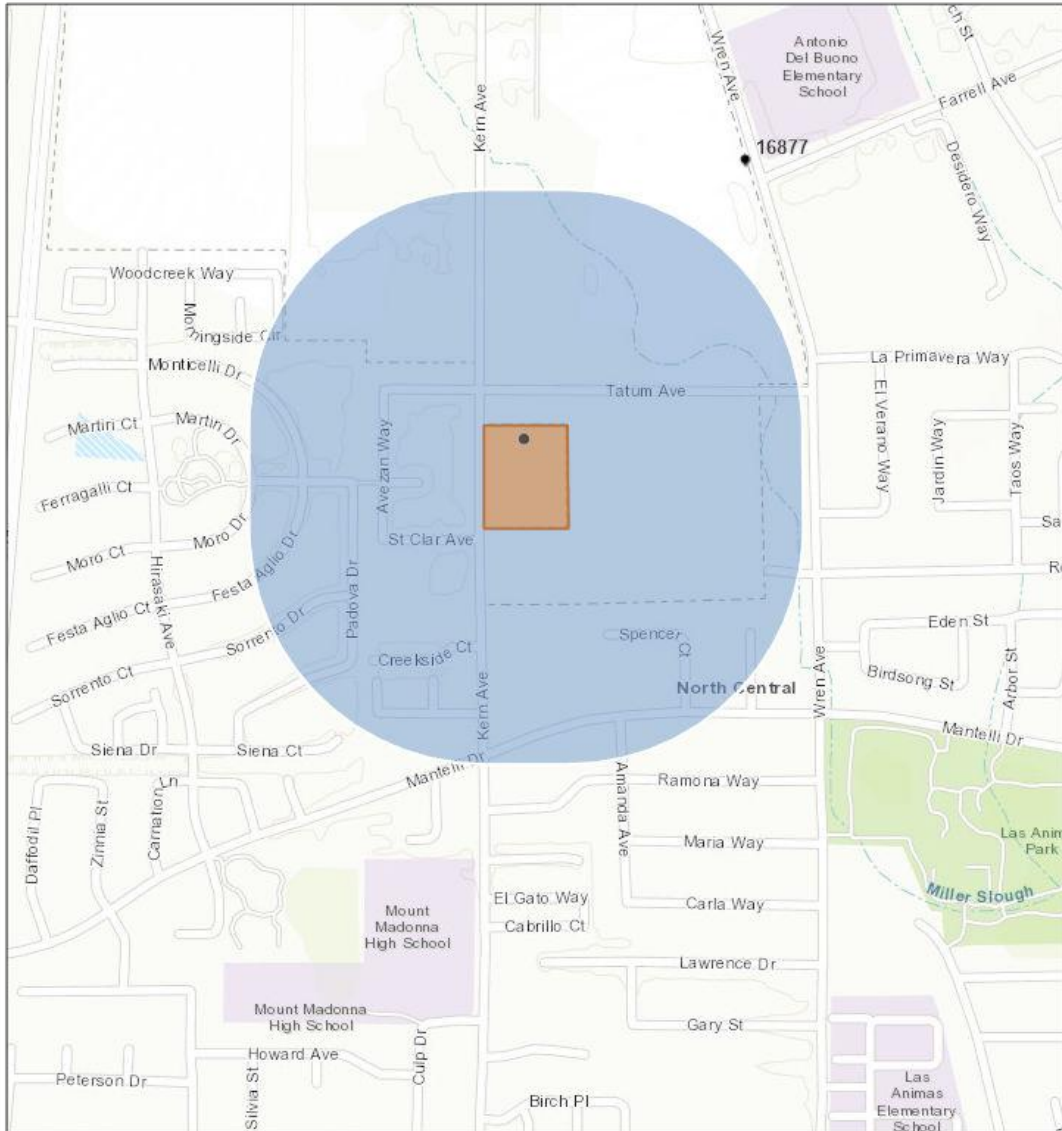 Antonio
Del Buono
Elementary
School
Wren Ave
Farrell Ave
Kern Ave
16877
Desidero Way
Woodcreek Way
Morningside Cir
Monticelli Dr
La Primavera Way
Tatum Ave
El Verano Way
Martin Ct
Martin Dr
Avezan Way
Jardin Way
Taos Way
Ferragalli Ct
Moro Dr
Moro Ct
St Clar Ave
Festa Aglio Dr
Hirasaki Ave
Padova Dr
Festa Aglio Ct
Sorrento Dr
Spencer Ct
Eden St
Creekside Ct
Birdsong St
Arbor St
Sorrento Ct
North Central
Wren Ave
Kern Ave
Siena Dr
Siena Ct
Mantelli Dr
Mantelli Dr
Ramona Way
Carnation Ln
Zinnia St
Daffodil Pl
Amanda Ave
Maria Way
Park
Miller Slough
El Gato Way
Carla Way
Mount
Madonna
High School
Cabrillo Ct
Lawrence Dr
Mount Madonna
High School
Gary St
Howard Ave
Culp Dr
Peterson Dr
Silvia St
Birch Pl
Las
Animas
Elementary
School